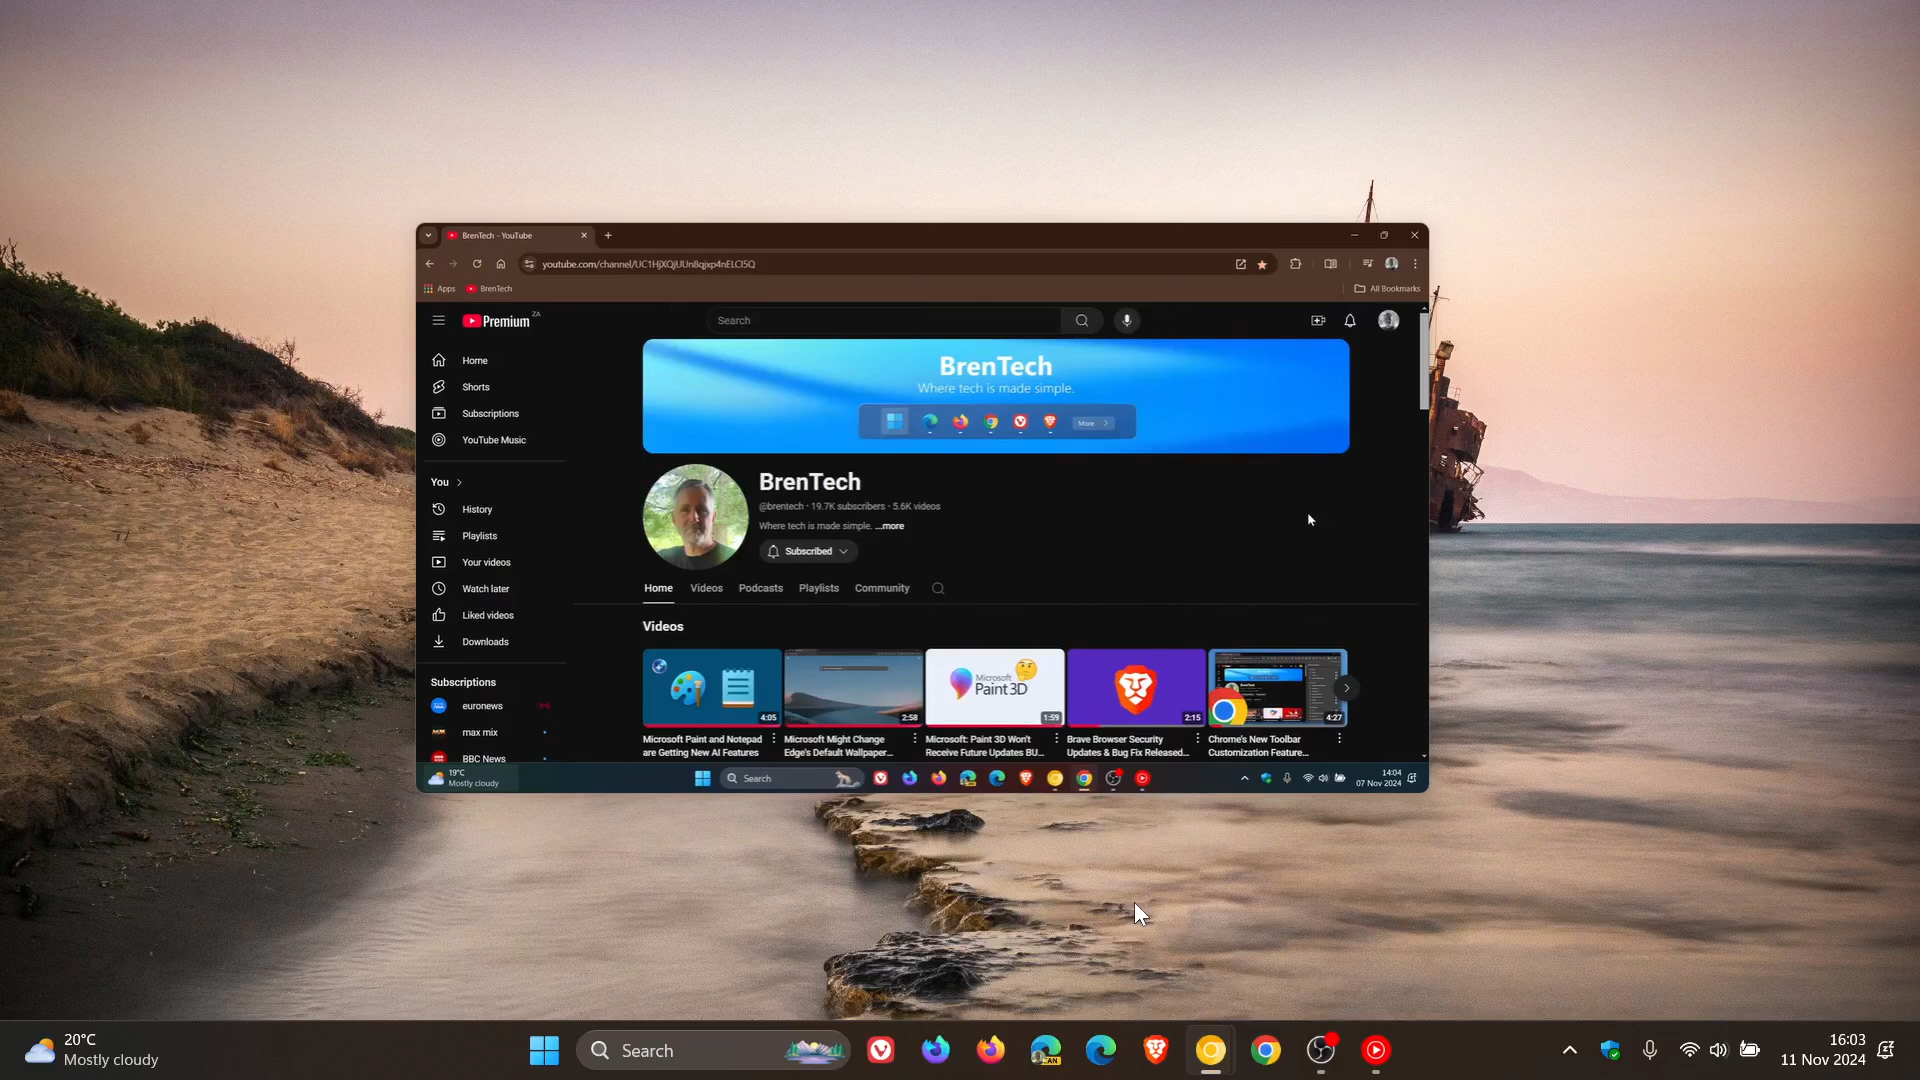 BrenTech - YouTube
youtube.com/channel/UC1HjXQjUUn8qjxp4nELCl5Q
Apps
BrenTech
All Bookmarks
Premium ZA
Search
Home
Shorts
Subscriptions
YouTube Music
You
History
Playlists
Your videos
Watch later
Liked videos
Downloads
Subscriptions
euronews
max mix
BBC News
BrenTech
Where tech is made simple.
More
BrenTech
@brentech · 19.7K subscribers · 5.6K videos
Where tech is made simple. ...more
Subscribed
Home Videos Podcasts Playlists Community
Videos
4:05
2:58
Microsoft Paint 3D
1:59
2:15
4:27
Microsoft Paint and Notepad are Getting New AI Features
Microsoft Might Change Edge's Default Wallpaper...
Microsoft: Paint 3D Won't Receive Future Updates BU...
Brave Browser Security Updates & Bug Fix Released...
Chrome's New Toolbar Customization Feature...
19°C
Mostly cloudy
Search
14:04
07 Nov 2024
20°C
Mostly cloudy
Search
CAN
16:03
11 Nov 2024